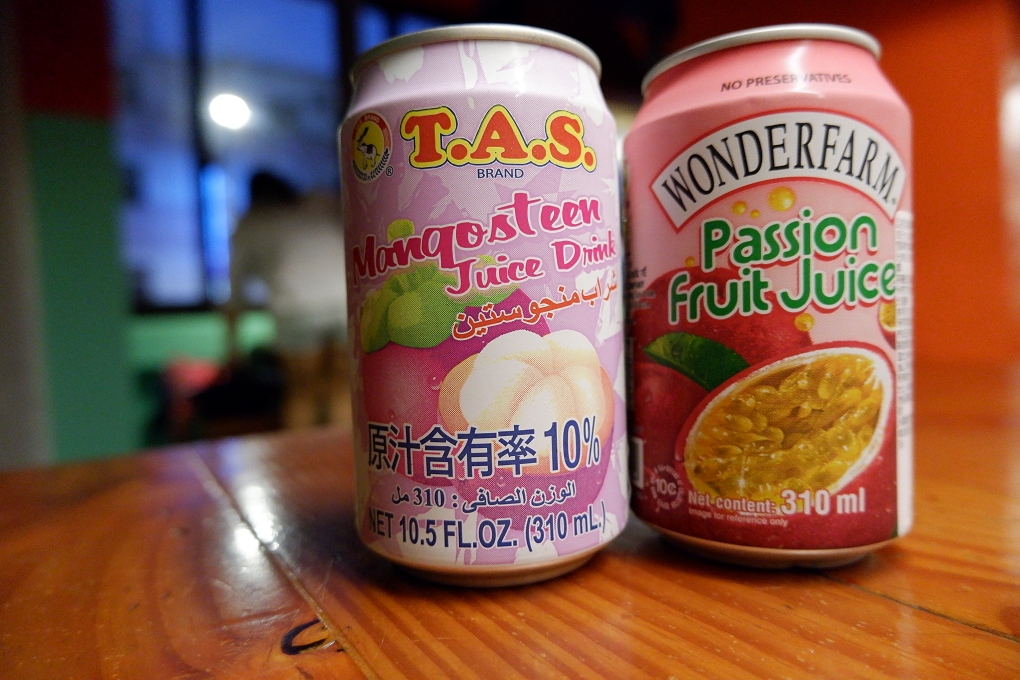 T.A.S.
®
BRAND
Mangosteen
Juice Drink
شراب منجوستين
原汁含有率 10%
الوزن الصافى : 310 مل
NET 10.5 FL.OZ. (310 mL.)
NO PRESERVATIVES
WONDERFARM®
Passion
Fruit Juice
Net content: 310 ml
Image for reference only